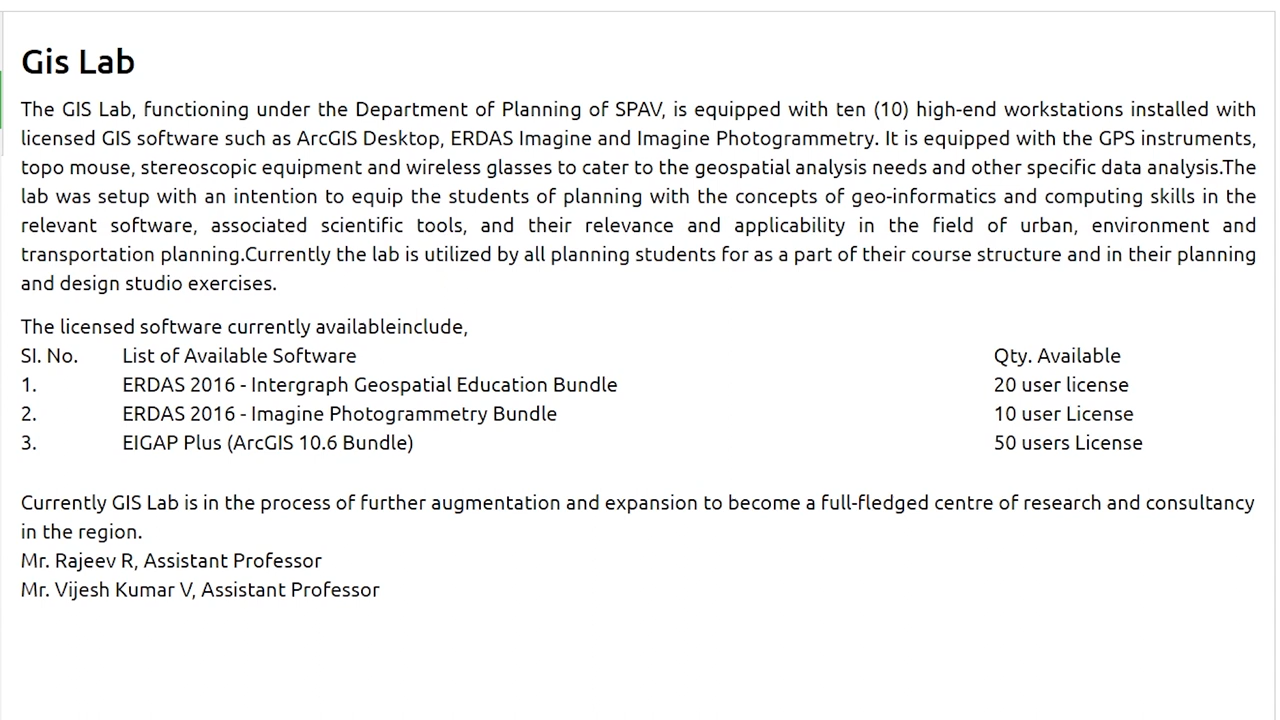 Gis Lab
The GIS Lab, functioning under the Department of Planning of SPAV, is equipped with ten (10) high-end workstations installed with
licensed GIS software such as ArcGIS Desktop, ERDAS Imagine and Imagine Photogrammetry. It is equipped with the GPS instruments,
topo mouse, stereoscopic equipment and wireless glasses to cater to the geospatial analysis needs and other specific data analysis.The
lab was setup with an intention to equip the students of planning with the concepts of geo-informatics and computing skills in the
relevant software, associated scientific tools, and their relevance and applicability in the field of urban, environment and
transportation planning.Currently the lab is utilized by all planning students for as a part of their course structure and in their planning
and design studio exercises.
The licensed software currently availableinclude,
SI. No. List of Available Software Qty. Available
1. ERDAS 2016 - Intergraph Geospatial Education Bundle 20 user license
2. ERDAS 2016 - Imagine Photogrammetry Bundle 10 user License
3. EIGAP Plus (ArcGIS 10.6 Bundle) 50 users License
Currently GIS Lab is in the process of further augmentation and expansion to become a full-fledged centre of research and consultancy
in the region.
Mr. Rajeev R, Assistant Professor
Mr. Vijesh Kumar V, Assistant Professor